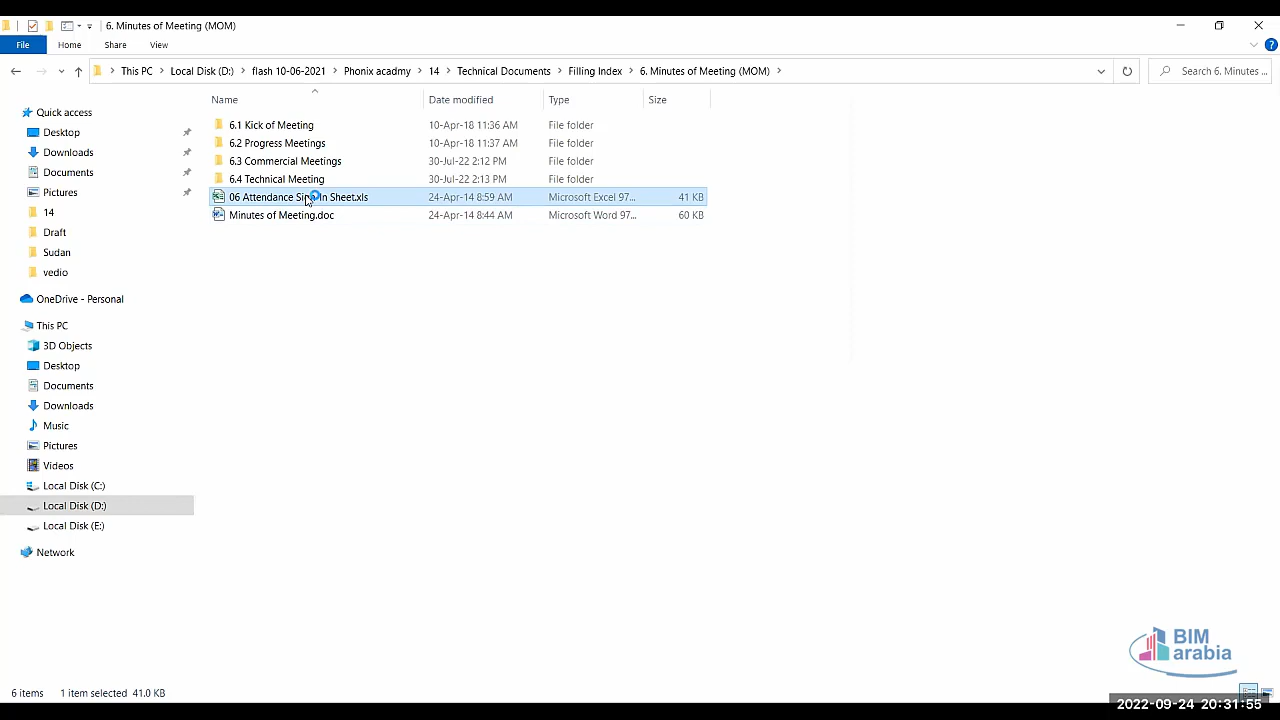 6. Minutes of Meeting (MOM)
File Home Share View
This PC Local Disk (D:) flash 10-06-2021 Phonix acadmy 14 Technical Documents Filling Index 6. Minutes of Meeting (MOM) Search 6. Minutes ...
Name Date modified Type Size
6.1 Kick of Meeting 10-Apr-18 11:36 AM File folder
6.2 Progress Meetings 10-Apr-18 11:37 AM File folder
6.3 Commercial Meetings 30-Jul-22 2:12 PM File folder
6.4 Technical Meeting 30-Jul-22 2:13 PM File folder
06 Attendance In Sheet.xls 24-Apr-14 8:59 AM Microsoft Excel 97... 41 KB
Minutes of Meeting.doc 24-Apr-14 8:44 AM Microsoft Word 97... 60 KB
Quick access
Desktop
Downloads
Documents
Pictures
14
Draft
Sudan
vedio
OneDrive - Personal
This PC
3D Objects
Desktop
Documents
Downloads
Music
Pictures
Videos
Local Disk (C:)
Local Disk (D:)
Local Disk (E:)
Network
BIM
arabia
6 items 1 item selected 41.0 KB
2022-09-24 20:31:55